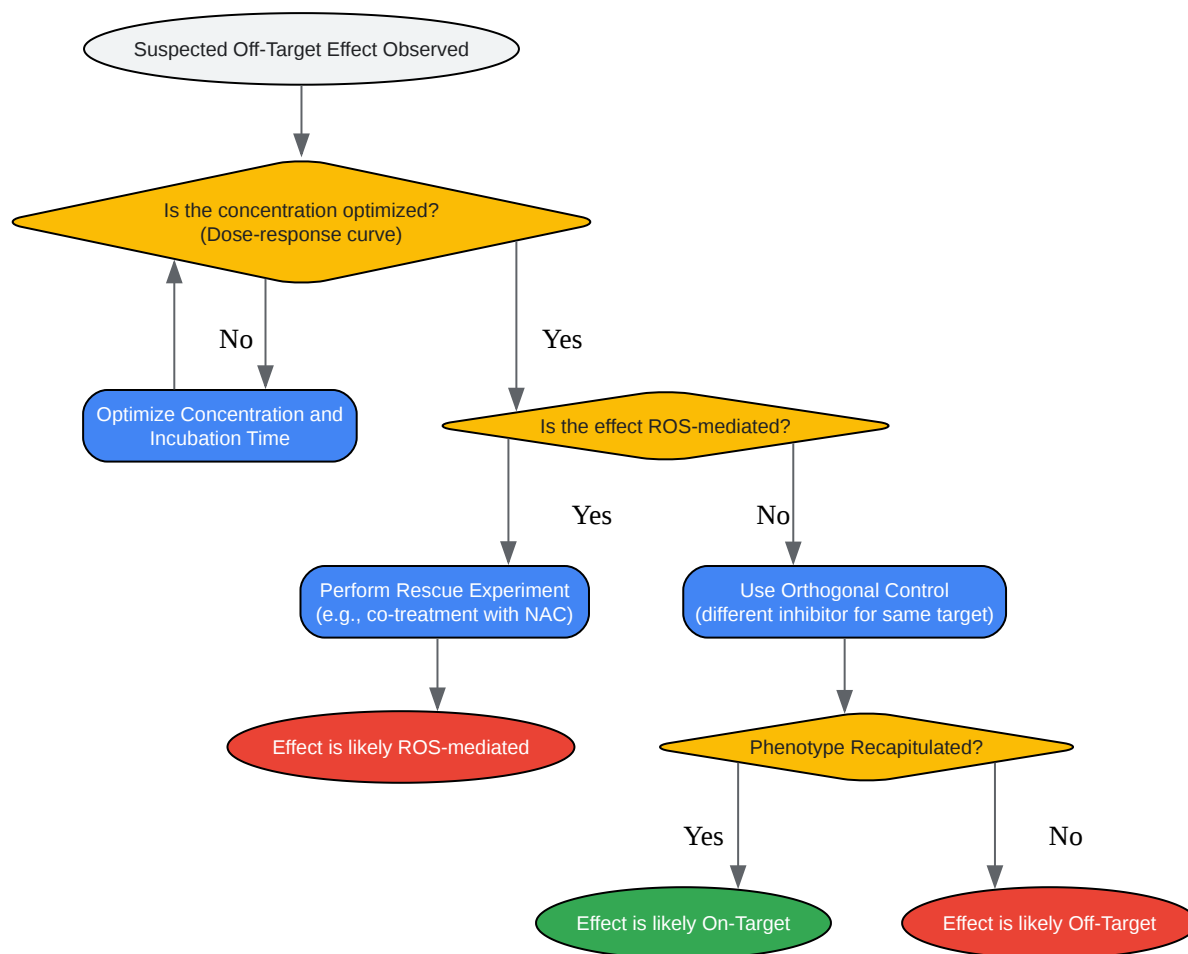 Suspected Off-Target Effect Observed
Is the concentration optimized?
(Dose-response curve)
No
Yes
Optimize Concentration and
Incubation Time
Is the effect ROS-mediated?
Yes
No
Perform Rescue Experiment
(e.g., co-treatment with NAC)
Use Orthogonal Control
(different inhibitor for same target)
Effect is likely ROS-mediated
Phenotype Recapitulated?
Yes
No
Effect is likely On-Target
Effect is likely Off-Target